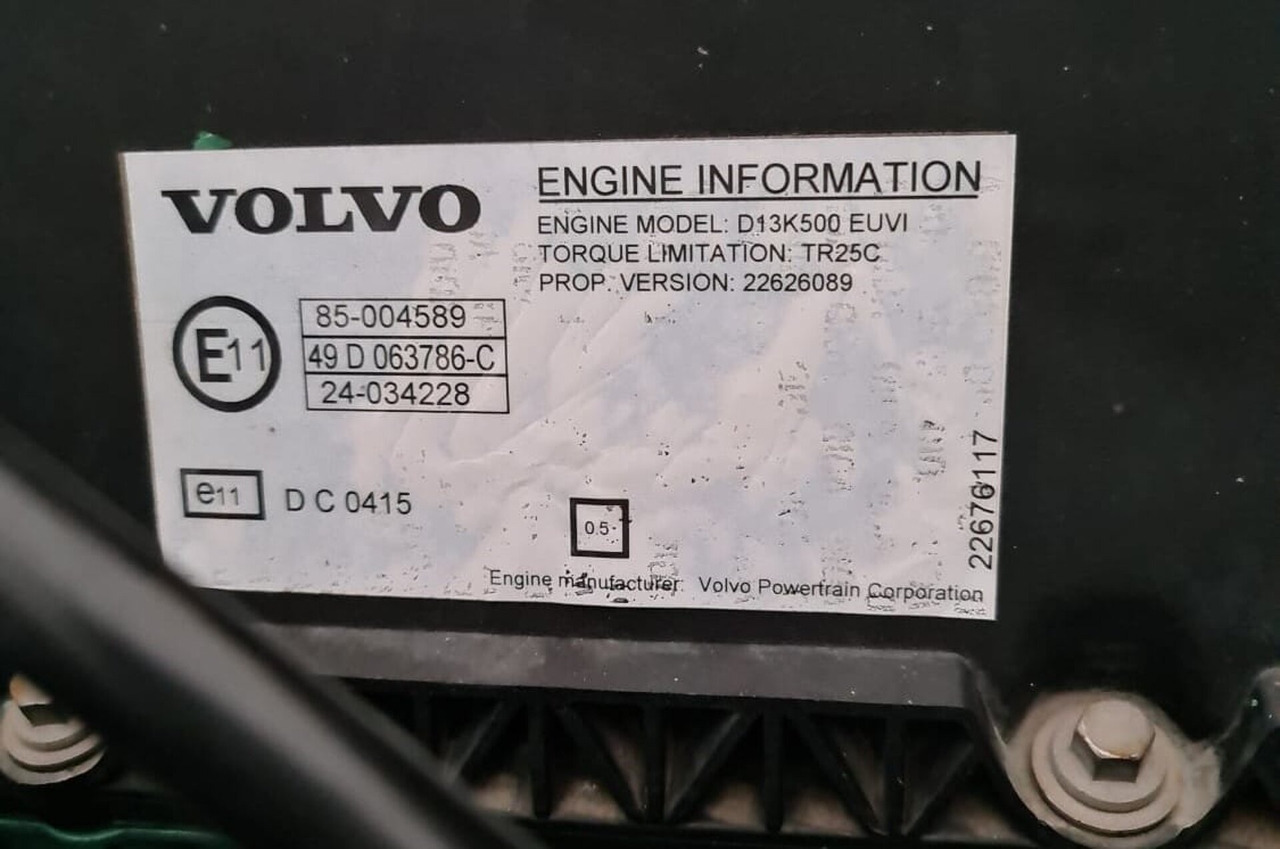 VOLVO
ENGINE INFORMATION
ENGINE MODEL: D13K500 EUVI
TORQUE LIMITATION: TR25C
PROP. VERSION: 22626089
E11
85-004589
49 D 063786-C
24-034228
e11 D C 0415
0.5
Engine manufacturer: Volvo Powertrain Corporation
22676117